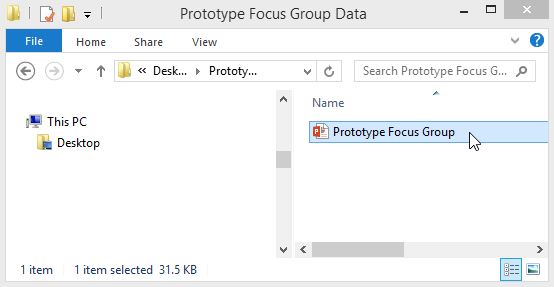 Prototype Focus Group Data
File Home Share View
« Desk... Prototy... Search Prototype Focus G...
This PC
Desktop
Name
Prototype Focus Group
1 item 1 item selected 31.5 KB